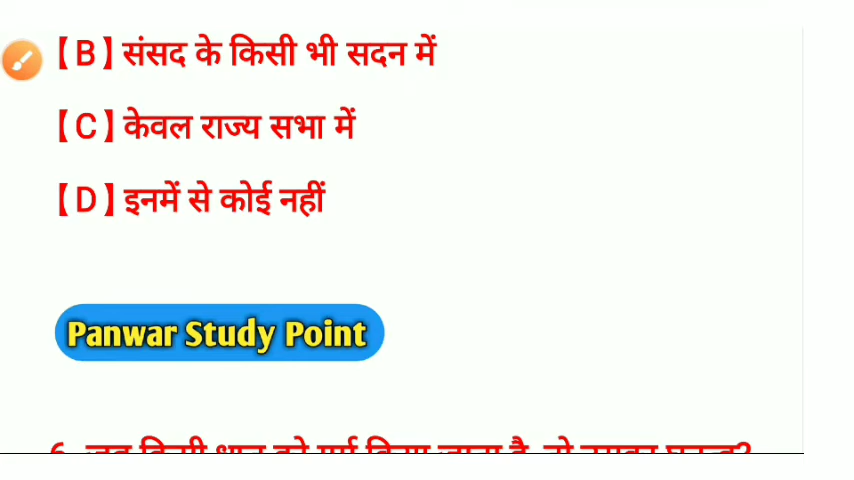 【B】संसद के किसी भी सदन में
【C】केवल राज्य सभा में
【D】इनमें से कोई नहीं
Panwar Study Point